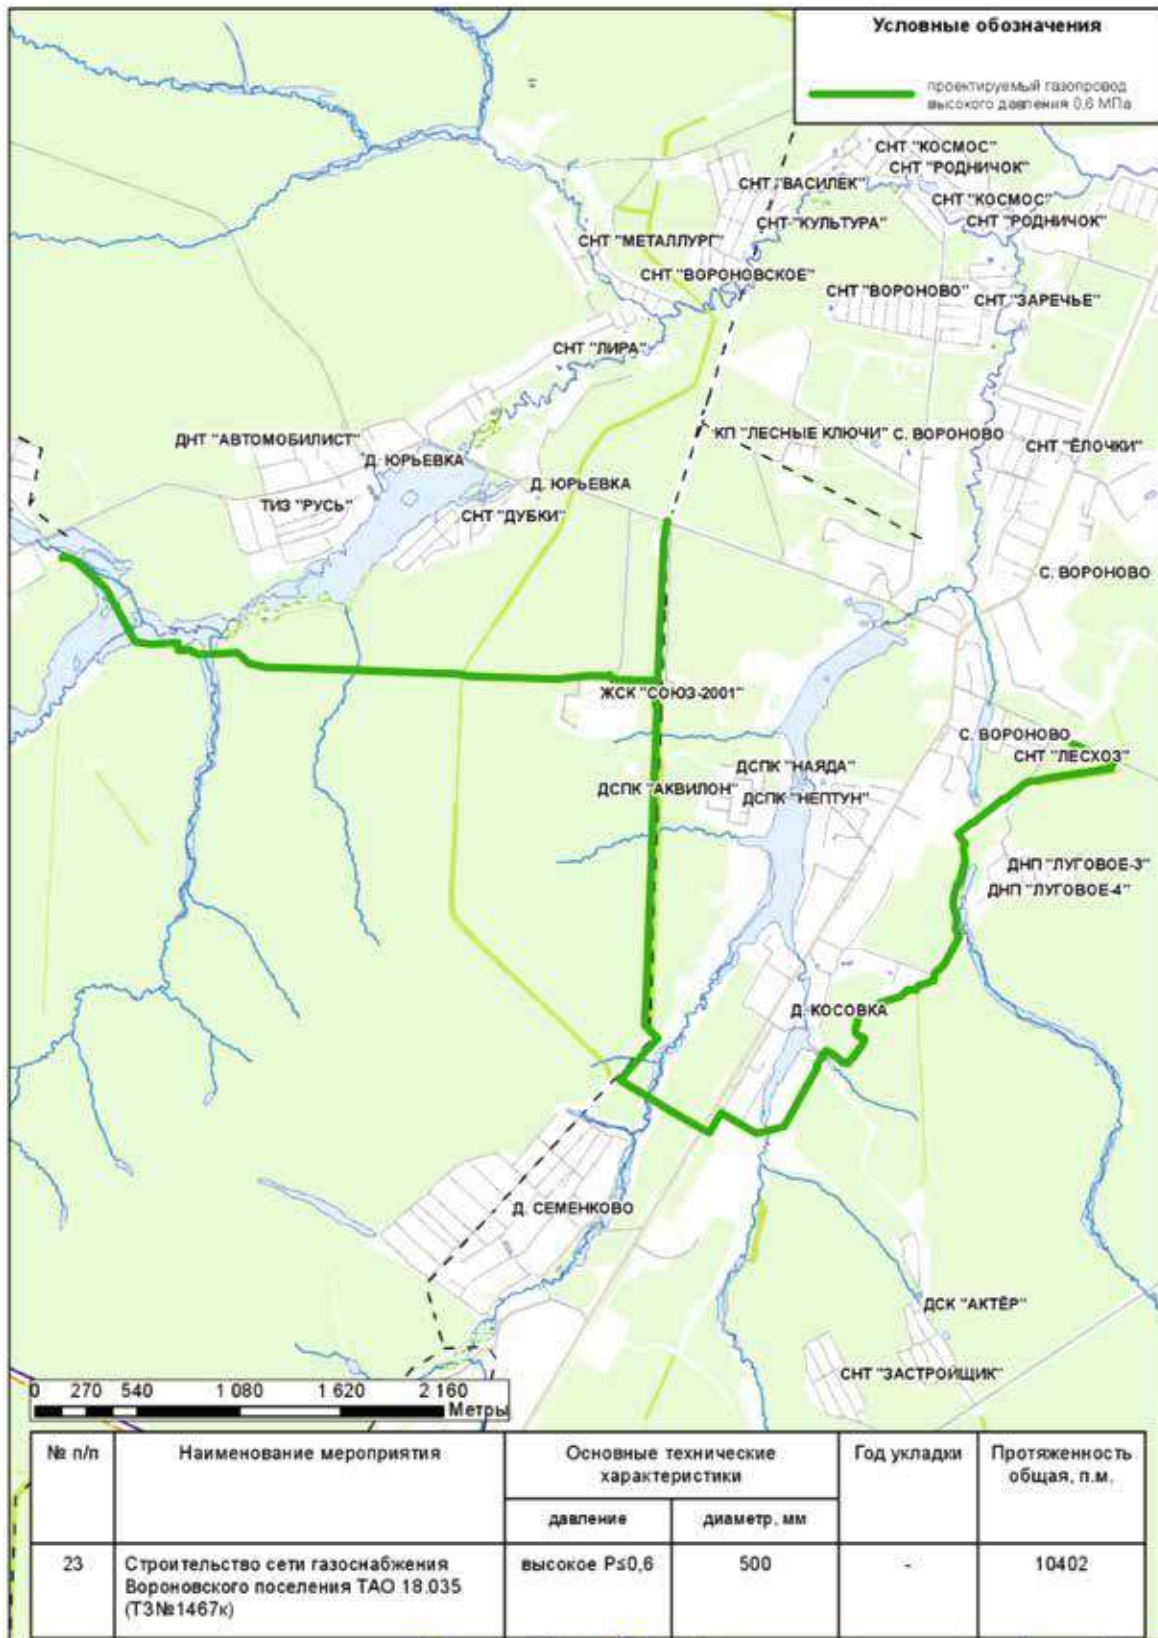 Условные обозначения
проектируемый газопровод
высокого давления 0,6 МПа
СНТ "КОСМОС"
СНТ "РОДНИЧОК"
СНТ "ВАСИЛЕК"
СНТ "КОСМОС"
СНТ "КУЛЬТУРА"
СНТ "РОДНИЧОК"
СНТ "МЕТАЛЛУРГ"
СНТ "ВОРОНОВСКОЕ"
СНТ "ВОРОНОВО"
СНТ "ЗАРЕЧЬЕ"
СНТ "ЛИРА"
ДНТ "АВТОМОБИЛИСТ"
КП "ЛЕСНЫЕ КЛЮЧИ"
С. ВОРОНОВО
СНТ "ЁЛОЧКИ"
Д. ЮРЬЕВКА
Д. ЮРЬЕВКА
ТИЗ "РУСЬ"
СНТ "ДУБКИ"
С. ВОРОНОВО
ЖСК "СОЮЗ-2001"
С. ВОРОНОВО
СНТ "ЛЕСХОЗ"
ДСПК "НАЯДА"
ДСПК "АКВИЛОН"
ДСПК "НЕПТУН"
ДНП "ЛУГОВОЕ-3"
ДНП "ЛУГОВОЕ-4"
Д. КОСОВКА
Д. СЕМЕНКОВО
ДСК "АКТЁР"
СНТ "ЗАСТРОЙЩИК"
0 270 540 1 080 1 620 2 160
Метры
№ п/п
Наименование мероприятия
Основные технические
характеристики
Год укладки
Протяженность
общая, п.м.
давление
диаметр, мм
23
Строительство сети газоснабжения
Вороновского поселения ТАО 18.035
(ТЗ№1467к)
высокое P≤0,6
500
-
10402